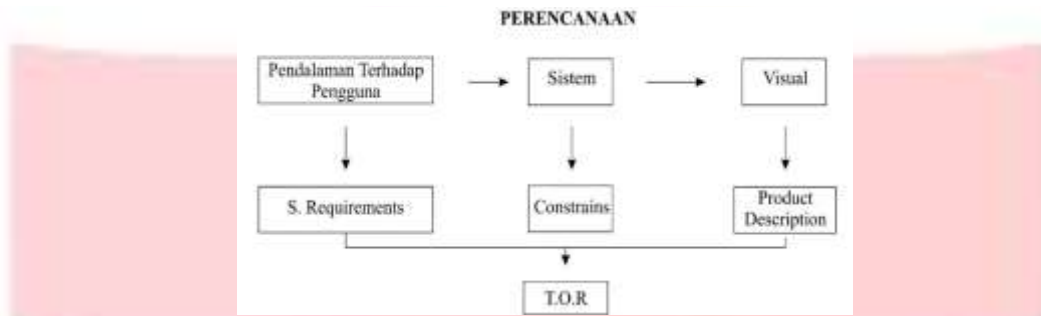 PERENCANAAN
Pendalaman Terhadap
Pengguna
Sistem
Visual
S. Requirements
Constrains
Product
Description
T.O.R